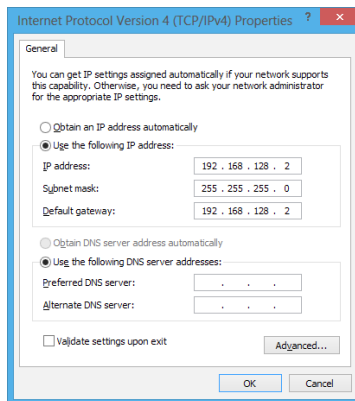 Internet Protocol Version 4 (TCP/IPv4) Properties ? ×
General
You can get IP settings assigned automatically if your network supports
this capability. Otherwise, you need to ask your network administrator
for the appropriate IP settings.
Obtain an IP address automatically
Use the following IP address:
IP address: 192 . 168 . 128 . 2
Subnet mask: 255 . 255 . 255 . 0
Default gateway: 192 . 168 . 128 . 2
Obtain DNS server address automatically
Use the following DNS server addresses:
Preferred DNS server: . . .
Alternate DNS server: . . .
Validate settings upon exit
Advanced...
OK Cancel